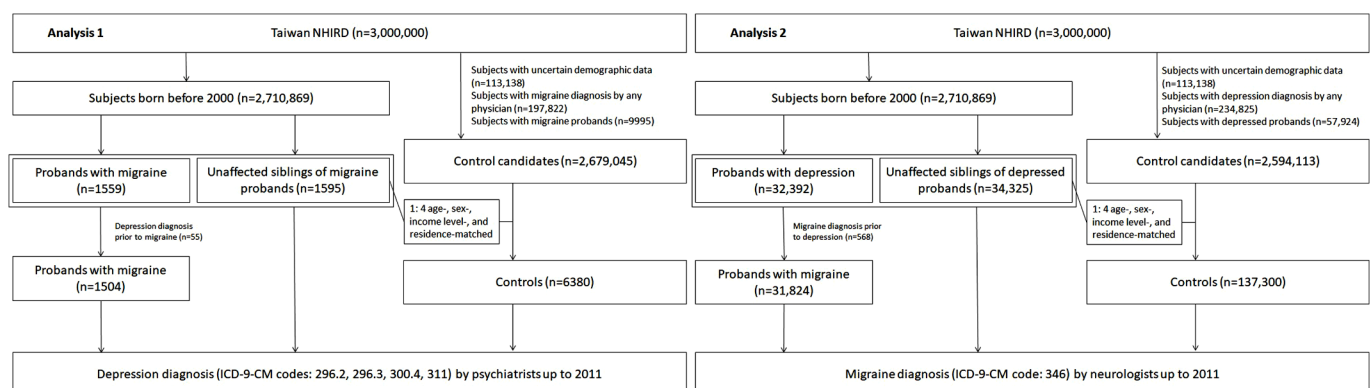 Analysis 1
Taiwan NHIRD (n=3,000,000)
Subjects with uncertain demographic data
(n=113,138)
Subjects with migraine diagnosis by any
physician (n=197,822)
Subjects with migraine probands (n=9995)
Subjects born before 2000 (n=2,710,869)
Probands with migraine
(n=1559)
Unaffected siblings of migraine
probands (n=1595)
Control candidates (n=2,679,045)
1: 4 age-, sex-,
income level-, and
residence-matched
Depression diagnosis
prior to migraine (n=55)
Probands with migraine
(n=1504)
Controls (n=6380)
Depression diagnosis (ICD-9-CM codes: 296.2, 296.3, 300.4, 311) by psychiatrists up to 2011
Analysis 2
Taiwan NHIRD (n=3,000,000)
Subjects with uncertain demographic data
(n=113,138)
Subjects with depression diagnosis by any
physician (n=234,825)
Subjects with depressed probands (n=57,924)
Subjects born before 2000 (n=2,710,869)
Probands with depression
(n=32,392)
Unaffected siblings of depressed
probands (n=34,325)
Control candidates (n=2,594,113)
1: 4 age-, sex-,
income level-, and
residence-matched
Migraine diagnosis prior
to depression (n=568)
Probands with migraine
(n=31,824)
Controls (n=137,300)
Migraine diagnosis (ICD-9-CM code: 346) by neurologists up to 2011